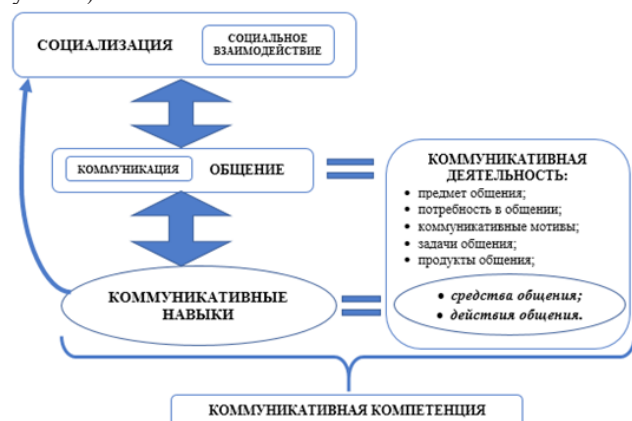 СОЦИАЛИЗАЦИЯ
СОЦИАЛЬНОЕ
ВЗАИМОДЕЙСТВИЕ
КОММУНИКАЦИЯ
ОБЩЕНИЕ
КОММУНИКАТИВНАЯ
ДЕЯТЕЛЬНОСТЬ:
• предмет общения;
• потребность в общении;
• коммуникативные мотивы;
• задачи общения;
• продукты общения;
КОММУНИКАТИВНЫЕ
НАВЫКИ
• средства общения;
• действия общения.
КОММУНИКАТИВНАЯ КОМПЕТЕНЦИЯ